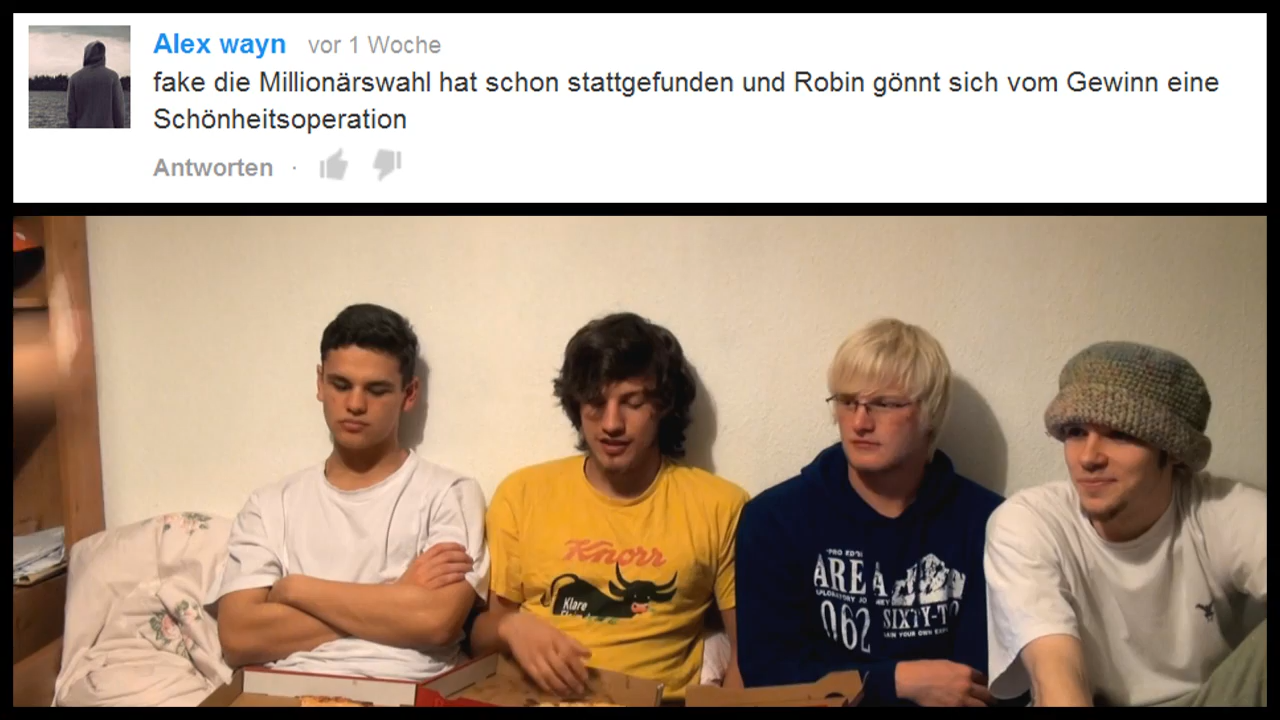 Alex wayn vor 1 Woche
fake die Millionärswahl hat schon stattgefunden und Robin gönnt sich vom Gewinn eine
Schönheitsoperation
Antworten ·
Knorr
Klare
AREA
062 SIXTY-T